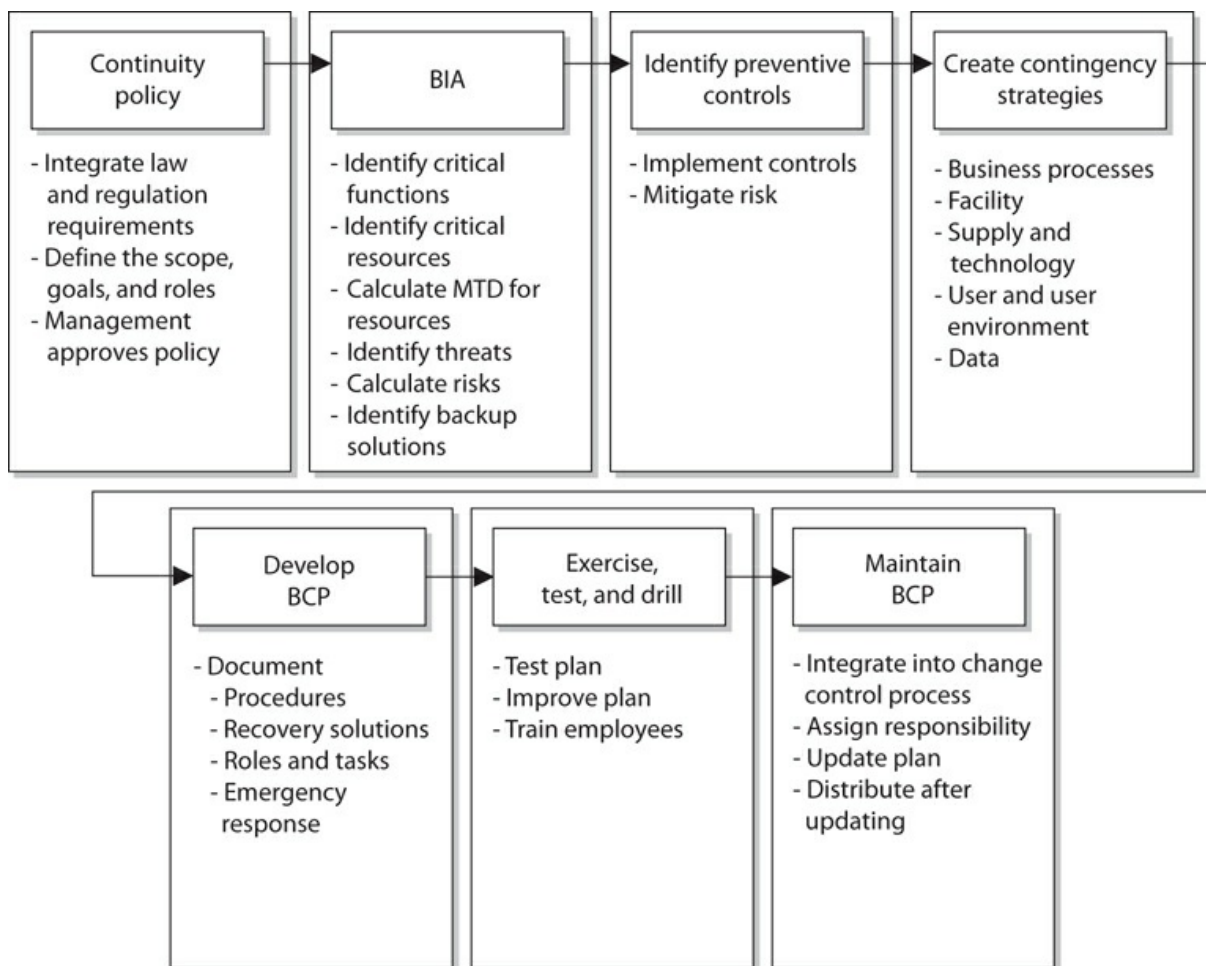 Continuity
policy
- Integrate law
and regulation
requirements
- Define the scope,
goals, and roles
- Management
approves policy
BIA
- Identify critical
functions
- Identify critical
resources
- Calculate MTD for
resources
- Identify threats
- Calculate risks
- Identify backup
solutions
Identify preventive
controls
- Implement controls
- Mitigate risk
Create contingency
strategies
- Business processes
- Facility
- Supply and
technology
- User and user
environment
- Data
Develop
BCP
- Document
- Procedures
- Recovery solutions
- Roles and tasks
- Emergency
response
Exercise,
test, and drill
- Test plan
- Improve plan
- Train employees
Maintain
BCP
- Integrate into change
control process
- Assign responsibility
- Update plan
- Distribute after
updating